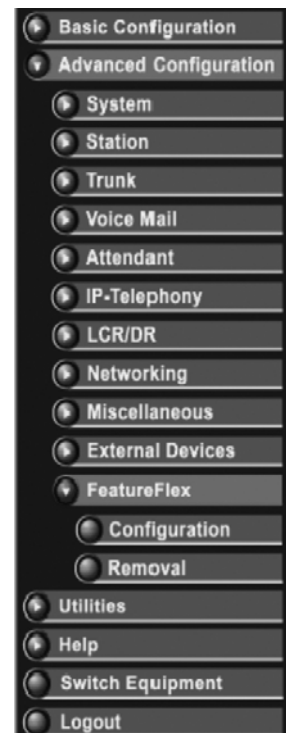 Basic Configuration
Advanced Configuration
System
Station
Trunk
Voice Mail
Attendant
IP-Telephony
LCR/DR
Networking
Miscellaneous
External Devices
FeatureFlex
Configuration
Removal
Utilities
Help
Switch Equipment
Logout